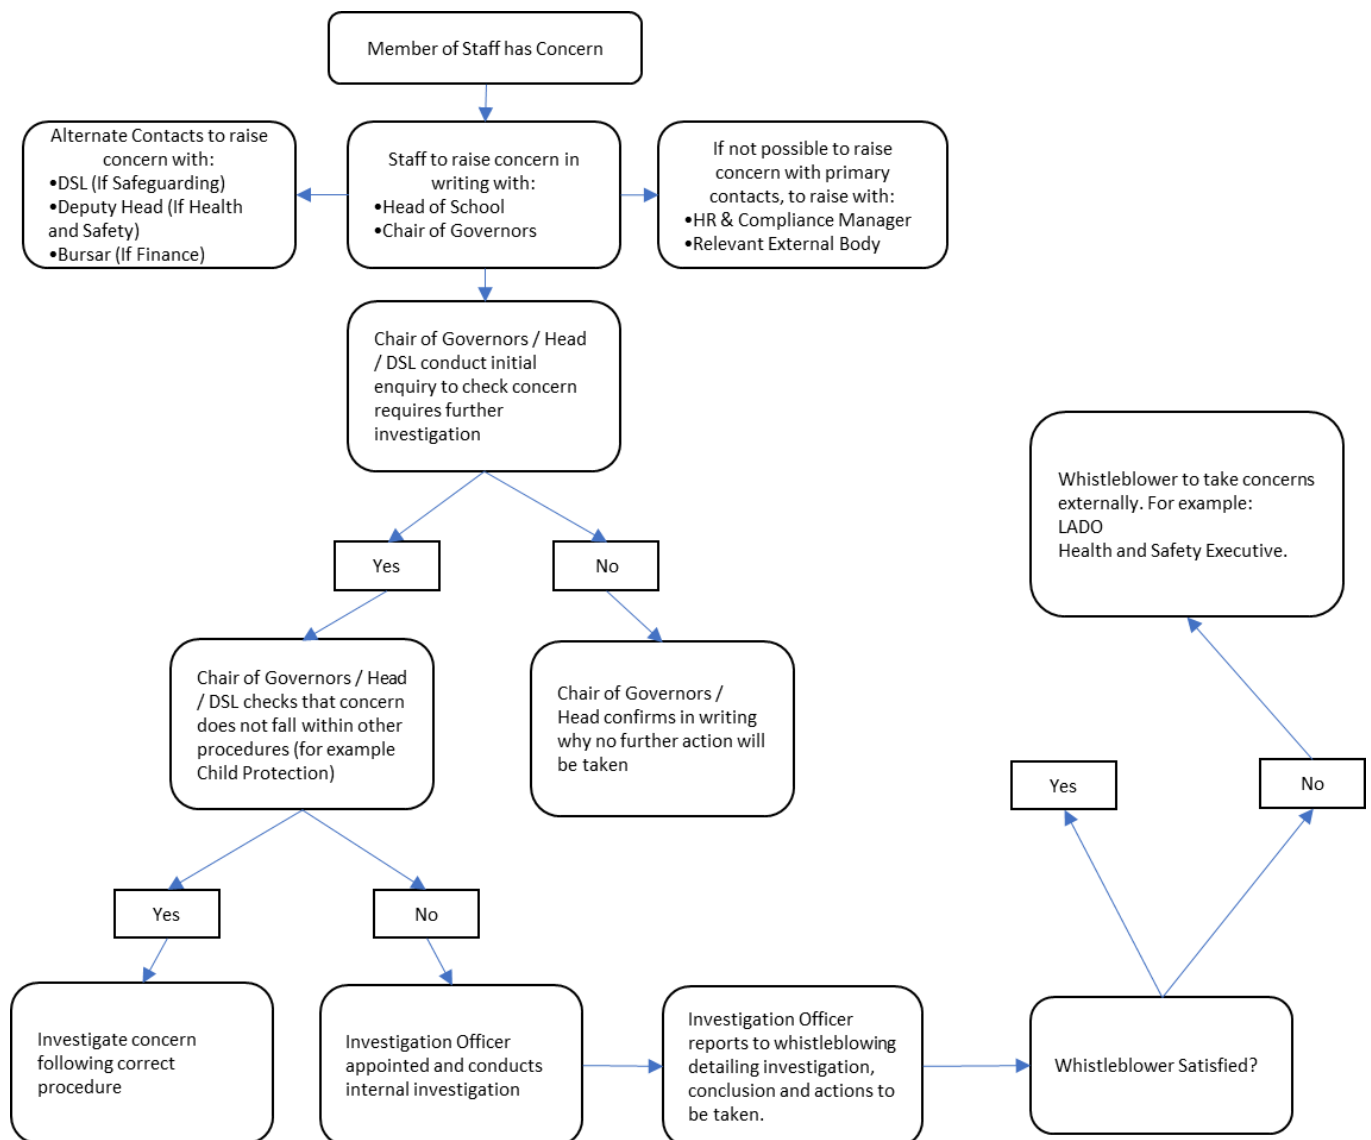 Member of Staff has Concern
Alternate Contacts to raise
concern with:
•DSL (If Safeguarding)
•Deputy Head (If Health
and Safety)
•Bursar (If Finance)
Staff to raise concern in
writing with:
•Head of School
•Chair of Governors
If not possible to raise
concern with primary
contacts, to raise with:
•HR & Compliance Manager
•Relevant External Body
Chair of Governors / Head
/ DSL conduct initial
enquiry to check concern
requires further
investigation
Yes
No
Chair of Governors / Head
/ DSL checks that concern
does not fall within other
procedures (for example
Child Protection)
Chair of Governors /
Head confirms in writing
why no further action will
be taken
Yes
No
Investigate concern
following correct
procedure
Investigation Officer
appointed and conducts
internal investigation
Investigation Officer
reports to whistleblowing
detailing investigation,
conclusion and actions to
be taken.
Whistleblower Satisfied?
Yes
No
Whistleblower to take concerns
externally. For example:
LADO
Health and Safety Executive.